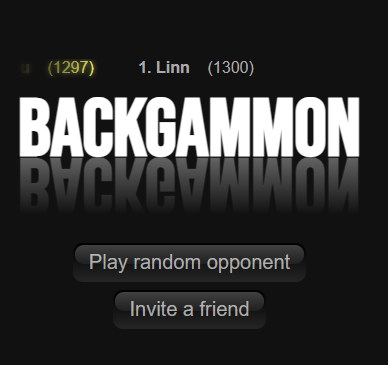 (1297) 1. Linn (1300)
BACKGAMMON
Play random opponent
Invite a friend